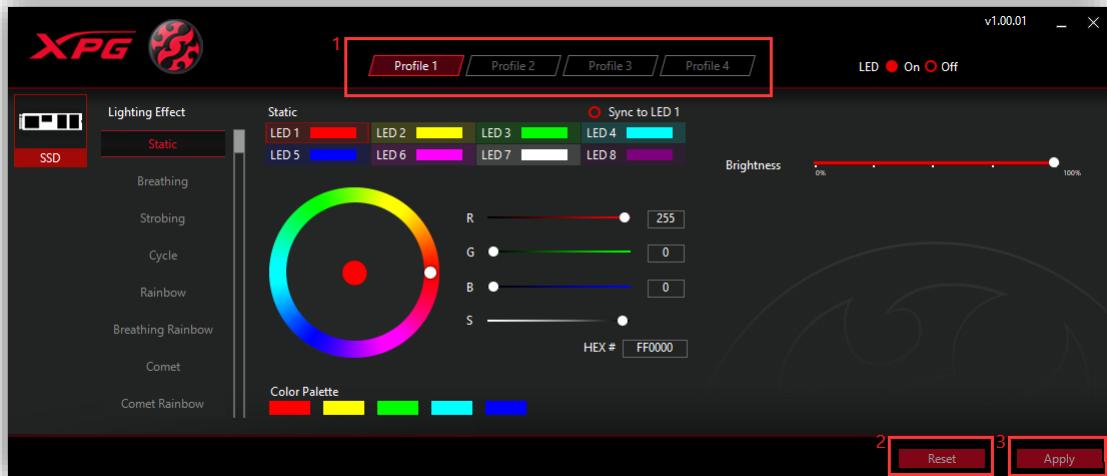 v1.00.01
XPG
1
Profile 1 Profile 2 Profile 3 Profile 4
LED On Off
SSD
Lighting Effect
Static
Breathing
Strobing
Cycle
Rainbow
Breathing Rainbow
Comet
Comet Rainbow
Static
Sync to LED 1
LED 1 LED 2 LED 3 LED 4
LED 5 LED 6 LED 7 LED 8
R 255
G 0
B 0
S
HEX # FF0000
Color Palette
Brightness
0% 100%
2 Reset
3 Apply